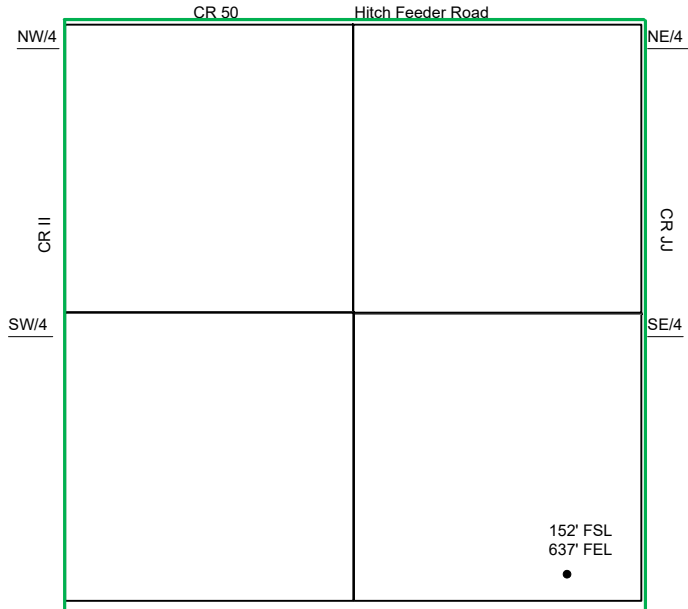 CR 50
Hitch Feeder Road
NW/4
NE/4
CR II
CR JJ
SW/4
SE/4
152' FSL
637' FEL